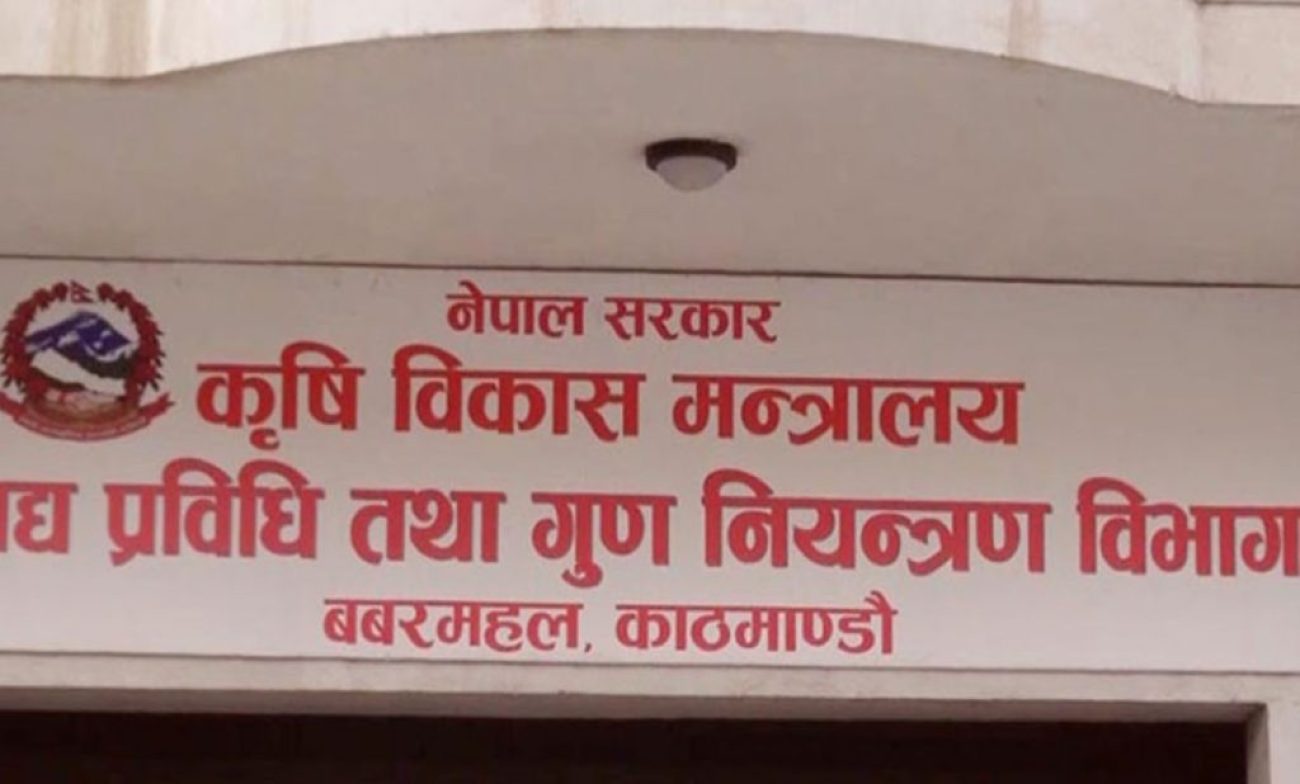 नेपाल सरकार
कृषि विकास मन्त्रालय
प्रविधि तथा गुण नियन्त्रण विभाग
बबरमहल, काठमाण्डौ